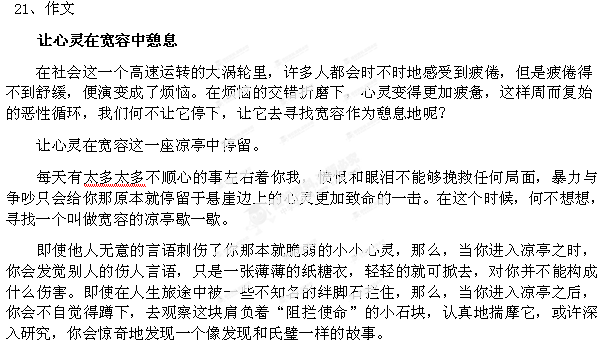 21、作文
让心灵在宽容中憩息
在社会这一个高速运转的大涡轮里，许多人都会时不时地感受到疲倦，但是疲倦得
不到舒缓，便演变成了烦恼。在烦恼的交错折磨下，心灵变得更加疲惫，这样周而复始
的恶性循环，我们何不让它停下，让它去寻找宽容作为憩息地呢？
让心灵在宽容这一座凉亭中停留。
每天有太多太多不顺心的事左右着你我，愤恨和眼泪不能够挽救任何局面，暴力与
争吵只会给你那原本就停留于悬崖边上的心灵更加致命的一击。在这个时候，何不想想，
寻找一个叫做宽容的凉亭歇一歇。
即使他人无意的言语刺伤了你那本就脆弱的小小心灵，那么，当你进入凉亭之时，
你会发觉别人的伤人言语，只是一张薄薄的纸糖衣，轻轻的就可掀去，对你并不能构成
什么伤害。即使在人生旅途中被一些不知名的绊脚石拦住，那么，当你进入凉亭之后，
你会不自觉得蹲下，去观察这块肩负着“阻拦使命”的小石块，认真地揣摩它，或许深
入研究，你会惊奇地发现一个像发现和氏璧一样的故事。